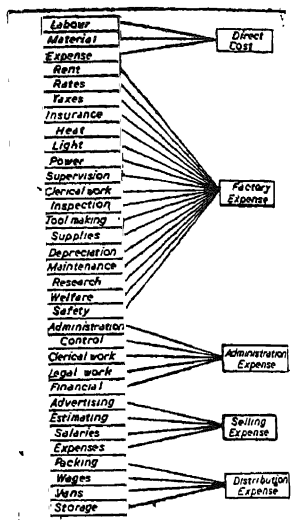 Labour
Material
Expense
Rent
Rates
Taxes
Insurance
Heat
Light
Power
Supervision
Clerical work
Inspection
Tool making
Supplies
Depreciation
Maintenance
Research
Welfare
Safety
Administration
Control
Clerical work
Legal work
Financial
Advertising
Estimating
Salaries
Expenses
Packing
Wages
Vans
Storage
Direct
Cost
Factory
Expense
Administration
Expense
Selling
Expense
Distribution
Expense